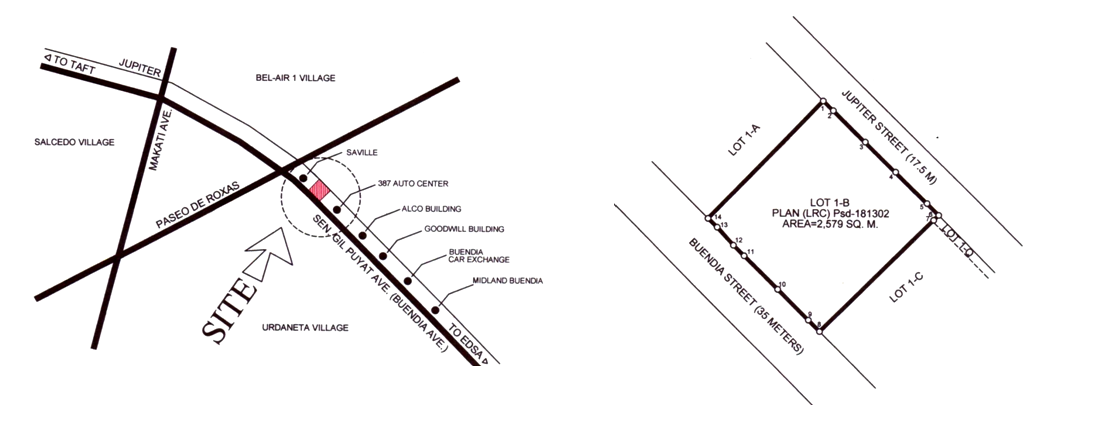 TO TAFT
JUPITER
BEL-AIR 1 VILLAGE
SALCEDO VILLAGE
MAKATI AVE.
PASEO DE ROXAS
SAVILLE
387 AUTO CENTER
ALCO BUILDING
GOODWILL BUILDING
BUENDIA
CAR EXCHANGE
MIDLAND BUENDIA
SEN. GIL PUYAT AVE. (BUENDIA AVE.)
SITE
URDANETA VILLAGE
TO EDSA
LOT 1-A
JUPITER STREET (17.5 M)
1
2
3
4
5
6
7
LOT 1-B
PLAN (LRC) Psd-181302
AREA=2,579 SQ. M.
LOT 1-D
LOT 1-C
14
13
12
11
10
9
8
BUENDIA STREET (35 METERS)